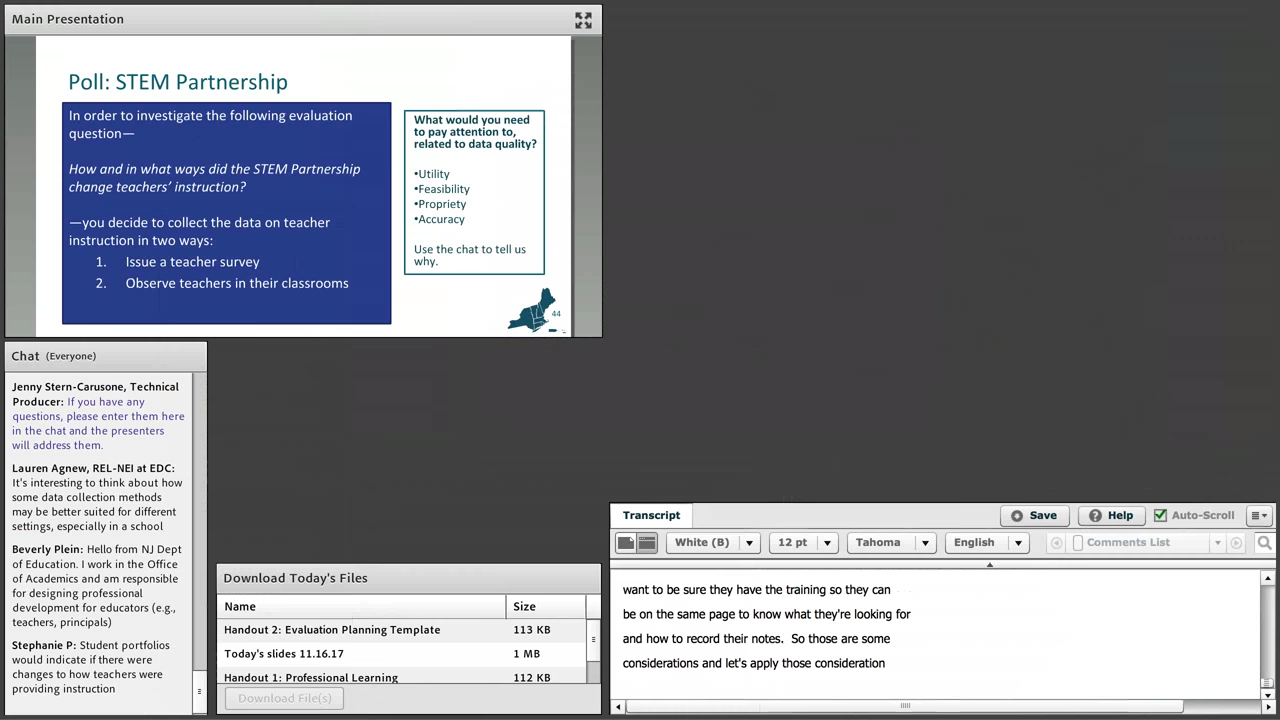 Main Presentation
Poll: STEM Partnership
In order to investigate the following evaluation
question—
How and in what ways did the STEM Partnership
change teachers' instruction?
—you decide to collect the data on teacher
instruction in two ways:
1. Issue a teacher survey
2. Observe teachers in their classrooms
What would you need
to pay attention to,
related to data quality?
•Utility
•Feasibility
•Propriety
•Accuracy
Use the chat to tell us
why.
44
Chat (Everyone)
Jenny Stern-Carusone, Technical
Producer: If you have any
questions, please enter them here
in the chat and the presenters
will address them.
Lauren Agnew, REL-NEI at EDC:
It's interesting to think about how
some data collection methods
may be better suited for different
settings, especially in a school
Beverly Plein: Hello from NJ Dept
of Education. I work in the Office
of Academics and am responsible
for designing professional
development for educators (e.g.,
teachers, principals)
Stephanie P: Student portfolios
would indicate if there were
changes to how teachers were
providing instruction
Download Today's Files
Name Size
Handout 2: Evaluation Planning Template 113 KB
Today's slides 11.16.17 1 MB
Handout 1: Professional Learning 112 KB
Download File(s)
Transcript Save Help Auto-Scroll
White (B) 12 pt Tahoma English Comments List
want to be sure they have the training so they can
be on the same page to know what they're looking for
and how to record their notes. So those are some
considerations and let's apply those consideration